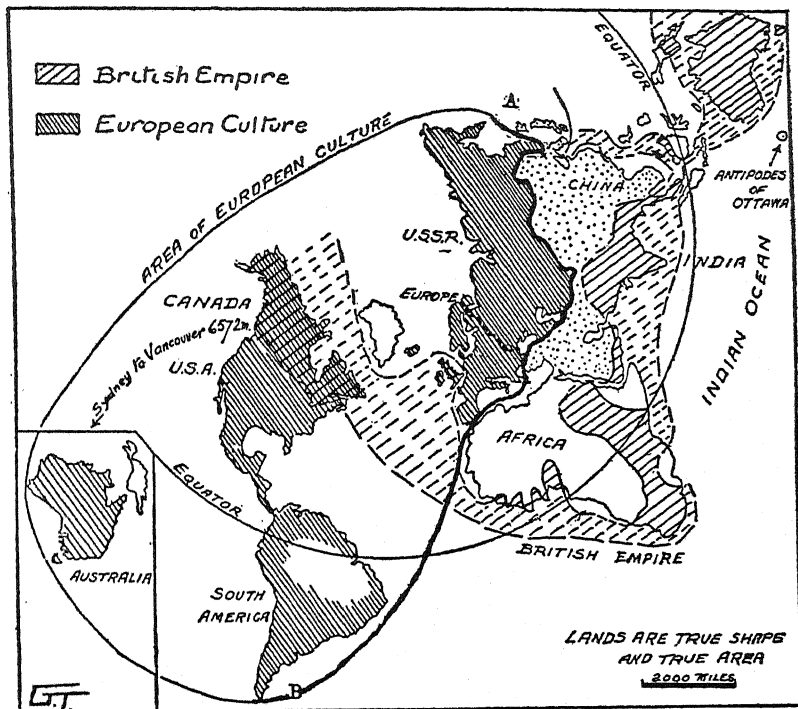 British Empire
European Culture
A
EQUATOR
AREA OF EUROPEAN CULTURE
CHINA
ANTIPODES
OF
OTTAWA
U.S.S.R.
INDIA
CANADA
EUROPE
Sydney to Vancouver 6572 m.
U.S.A.
INDIAN OCEAN
AFRICA
EQUATOR
BRITISH EMPIRE
AUSTRALIA
SOUTH
AMERICA
LANDS ARE TRUE SHAPE
AND TRUE AREA
2000 MILES
B
G.T.